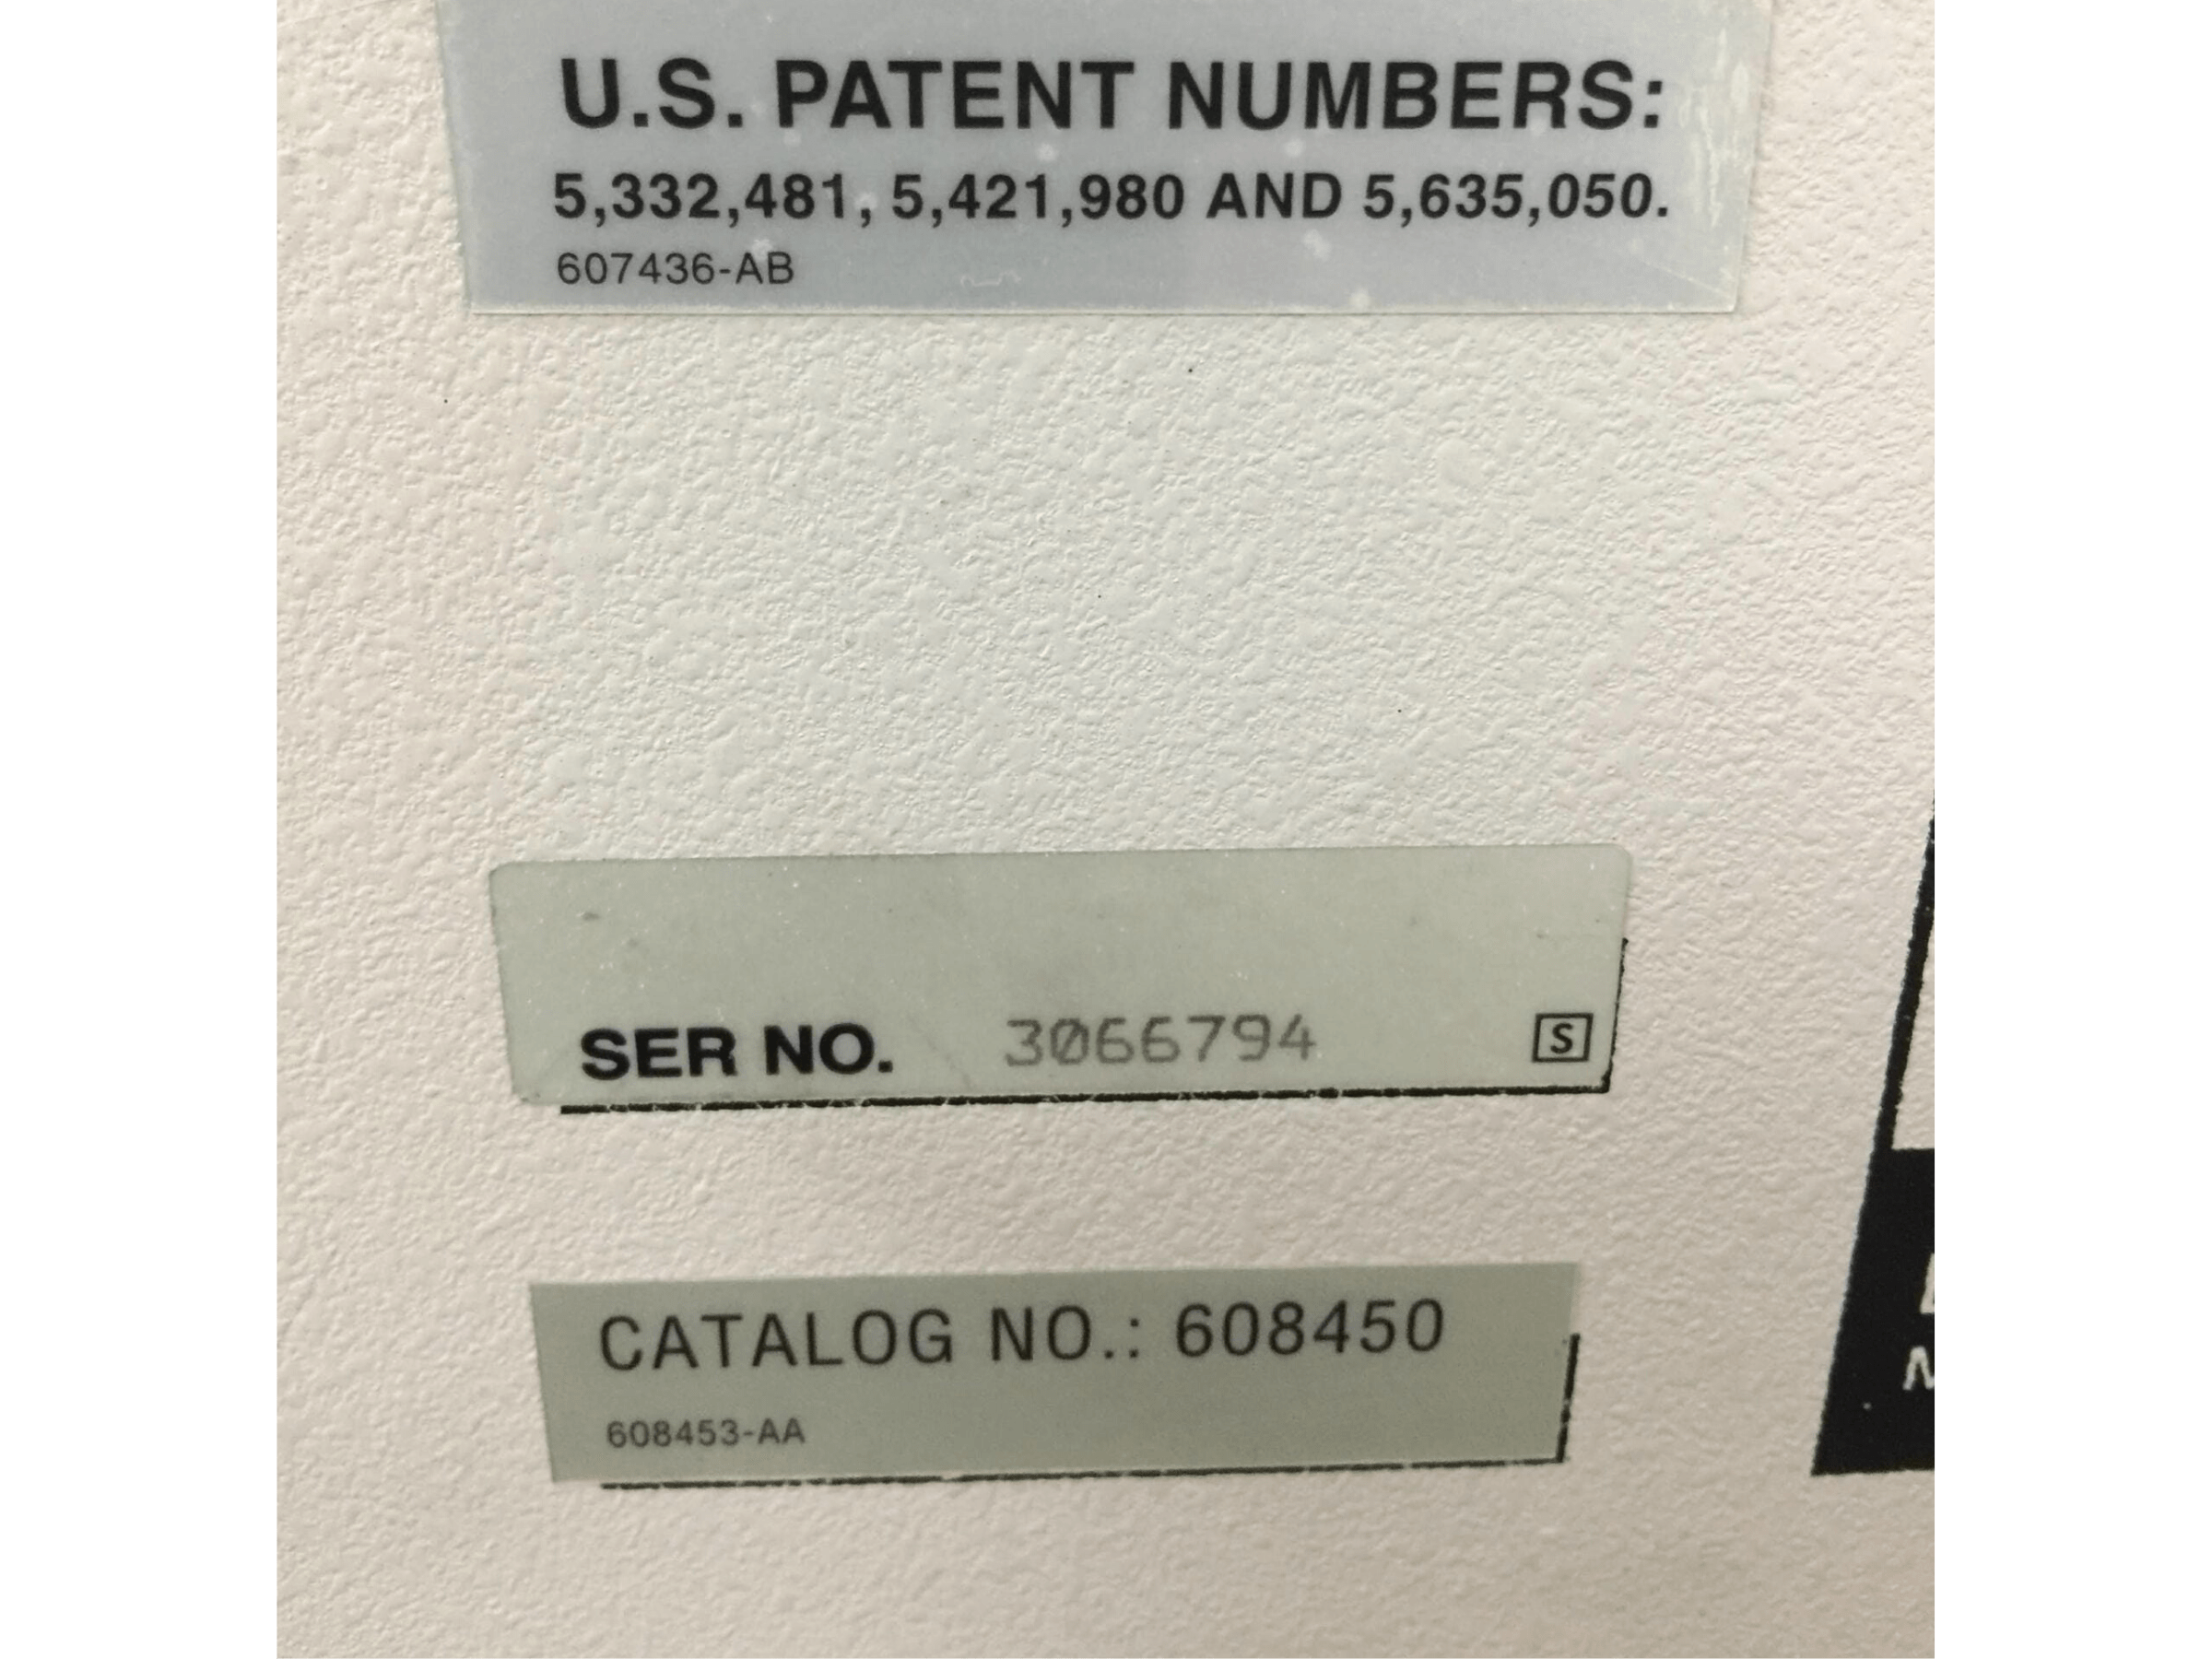 U.S. PATENT NUMBERS:
5,332,481, 5,421,980 AND 5,635,050.
607436-AB
SER NO. 3066794 S
CATALOG NO.: 608450
608453-AA